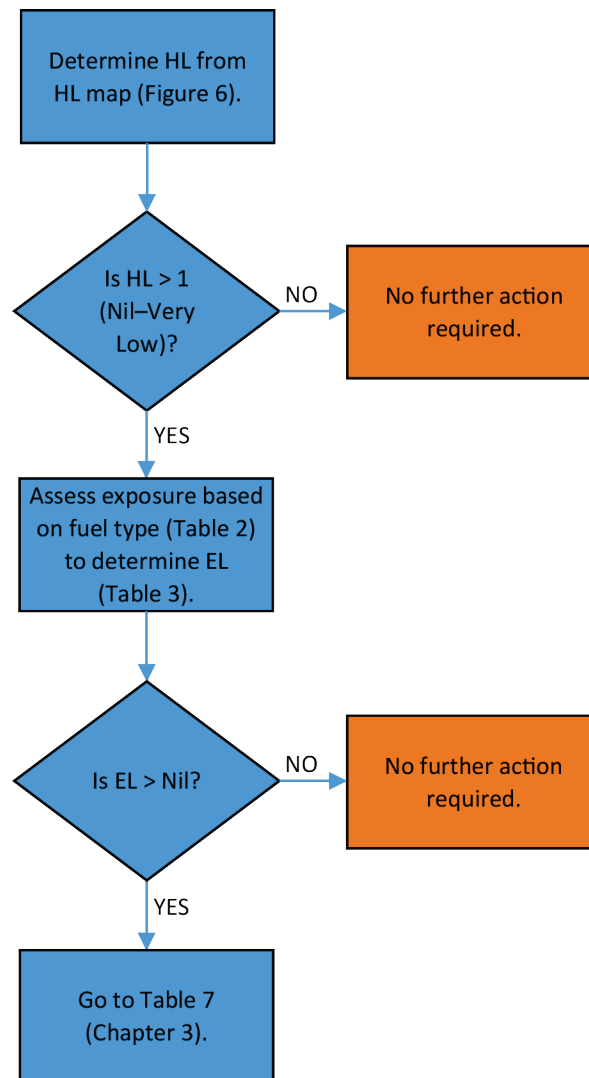 Determine HL from
HL map (Figure 6).
Is HL > 1
(Nil–Very
Low)?
NO
No further action
required.
YES
Assess exposure based
on fuel type (Table 2)
to determine EL
(Table 3).
Is EL > Nil?
NO
No further action
required.
YES
Go to Table 7
(Chapter 3).